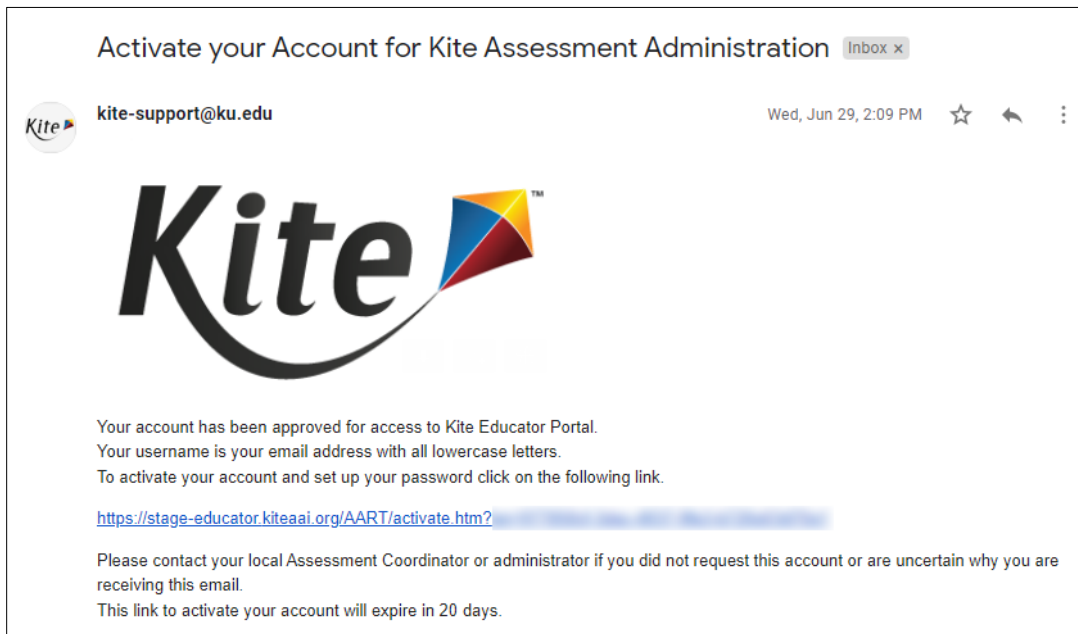 Activate your Account for Kite Assessment Administration Inbox x
Kite
kite-support@ku.edu Wed, Jun 29, 2:09 PM
Kite™
Your account has been approved for access to Kite Educator Portal.
Your username is your email address with all lowercase letters.
To activate your account and set up your password click on the following link.
https://stage-educator.kiteaai.org/AART/activate.htm?
Please contact your local Assessment Coordinator or administrator if you did not request this account or are uncertain why you are
receiving this email.
This link to activate your account will expire in 20 days.